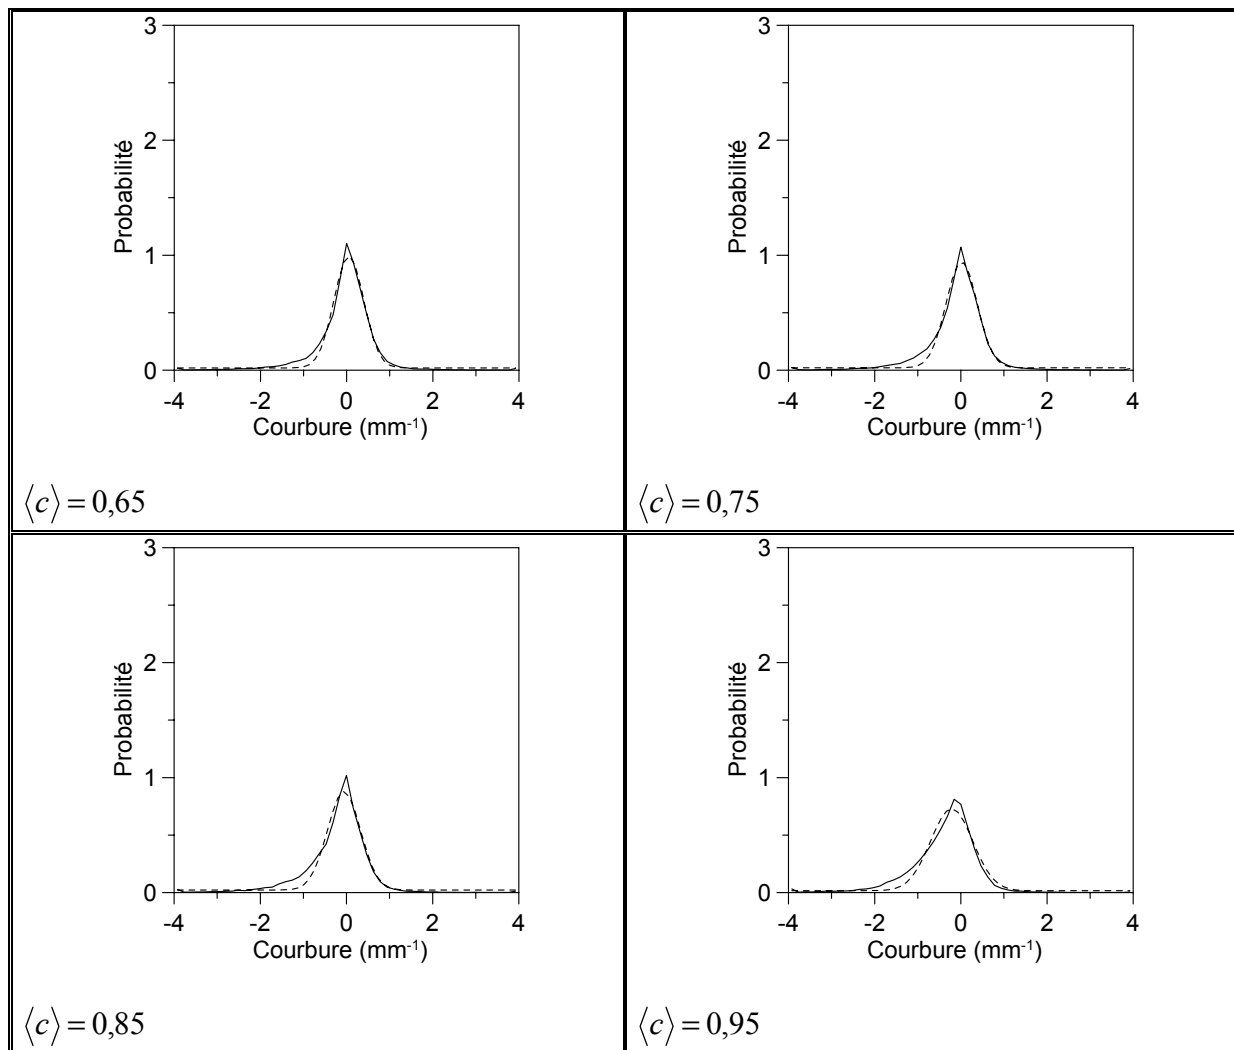 3
2
1
0
Probabilité
-4 -2 0 2 4
Courbure (mm-1)
⟨c⟩ = 0,65
3
2
1
0
Probabilité
-4 -2 0 2 4
Courbure (mm-1)
⟨c⟩ = 0,75
3
2
1
0
Probabilité
-4 -2 0 2 4
Courbure (mm-1)
⟨c⟩ = 0,85
3
2
1
0
Probabilité
-4 -2 0 2 4
Courbure (mm-1)
⟨c⟩ = 0,95